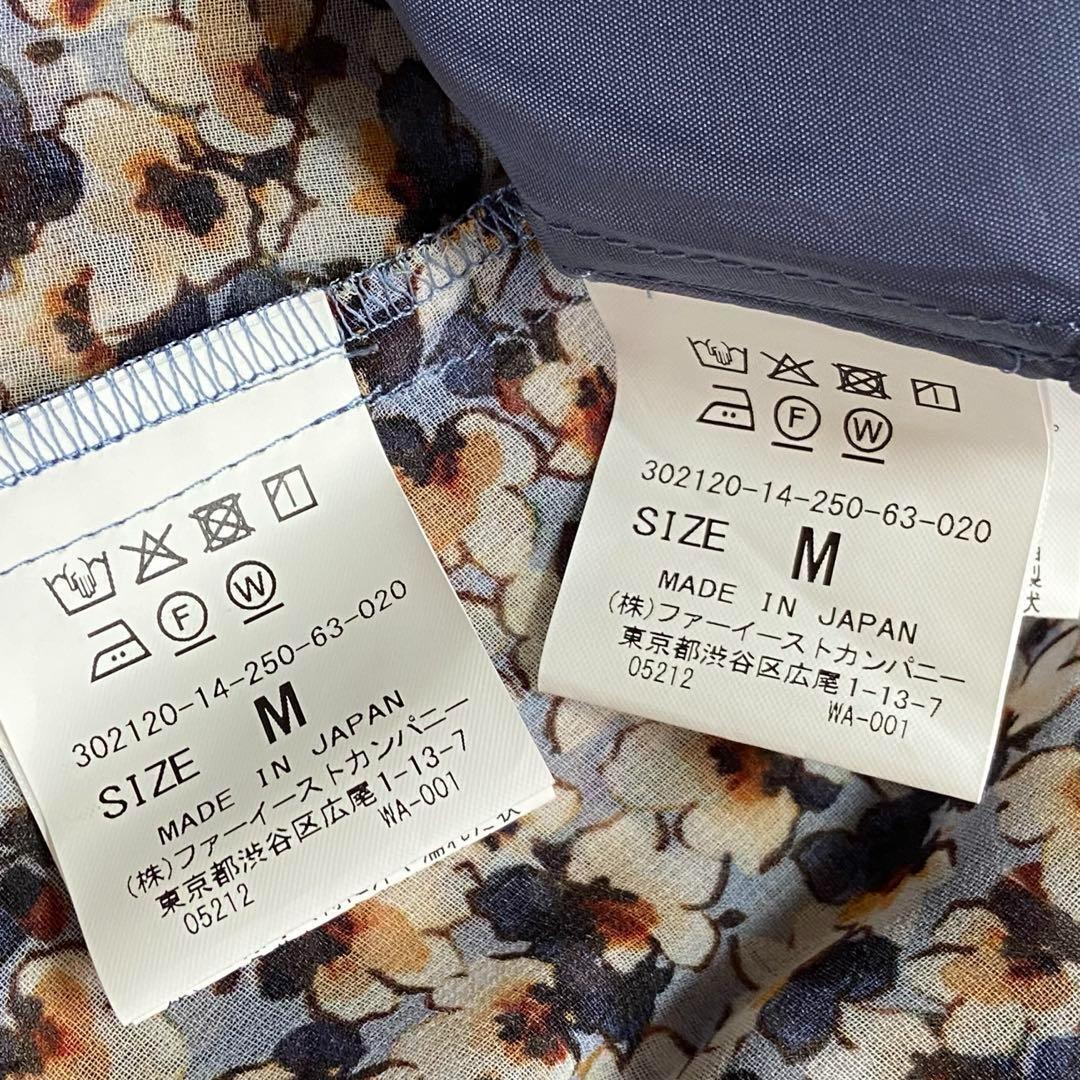 F W
302120-14-250-63-020
SIZE M
MADE IN JAPAN
(株)ファーイーストカンパニー
東京都渋谷区広尾1-13-7
05212 WA-001
F W
302120-14-250-63-020
SIZE M
MADE IN JAPAN
(株)ファーイーストカンパニー
東京都渋谷区広尾1-13-7
05212 WA-001